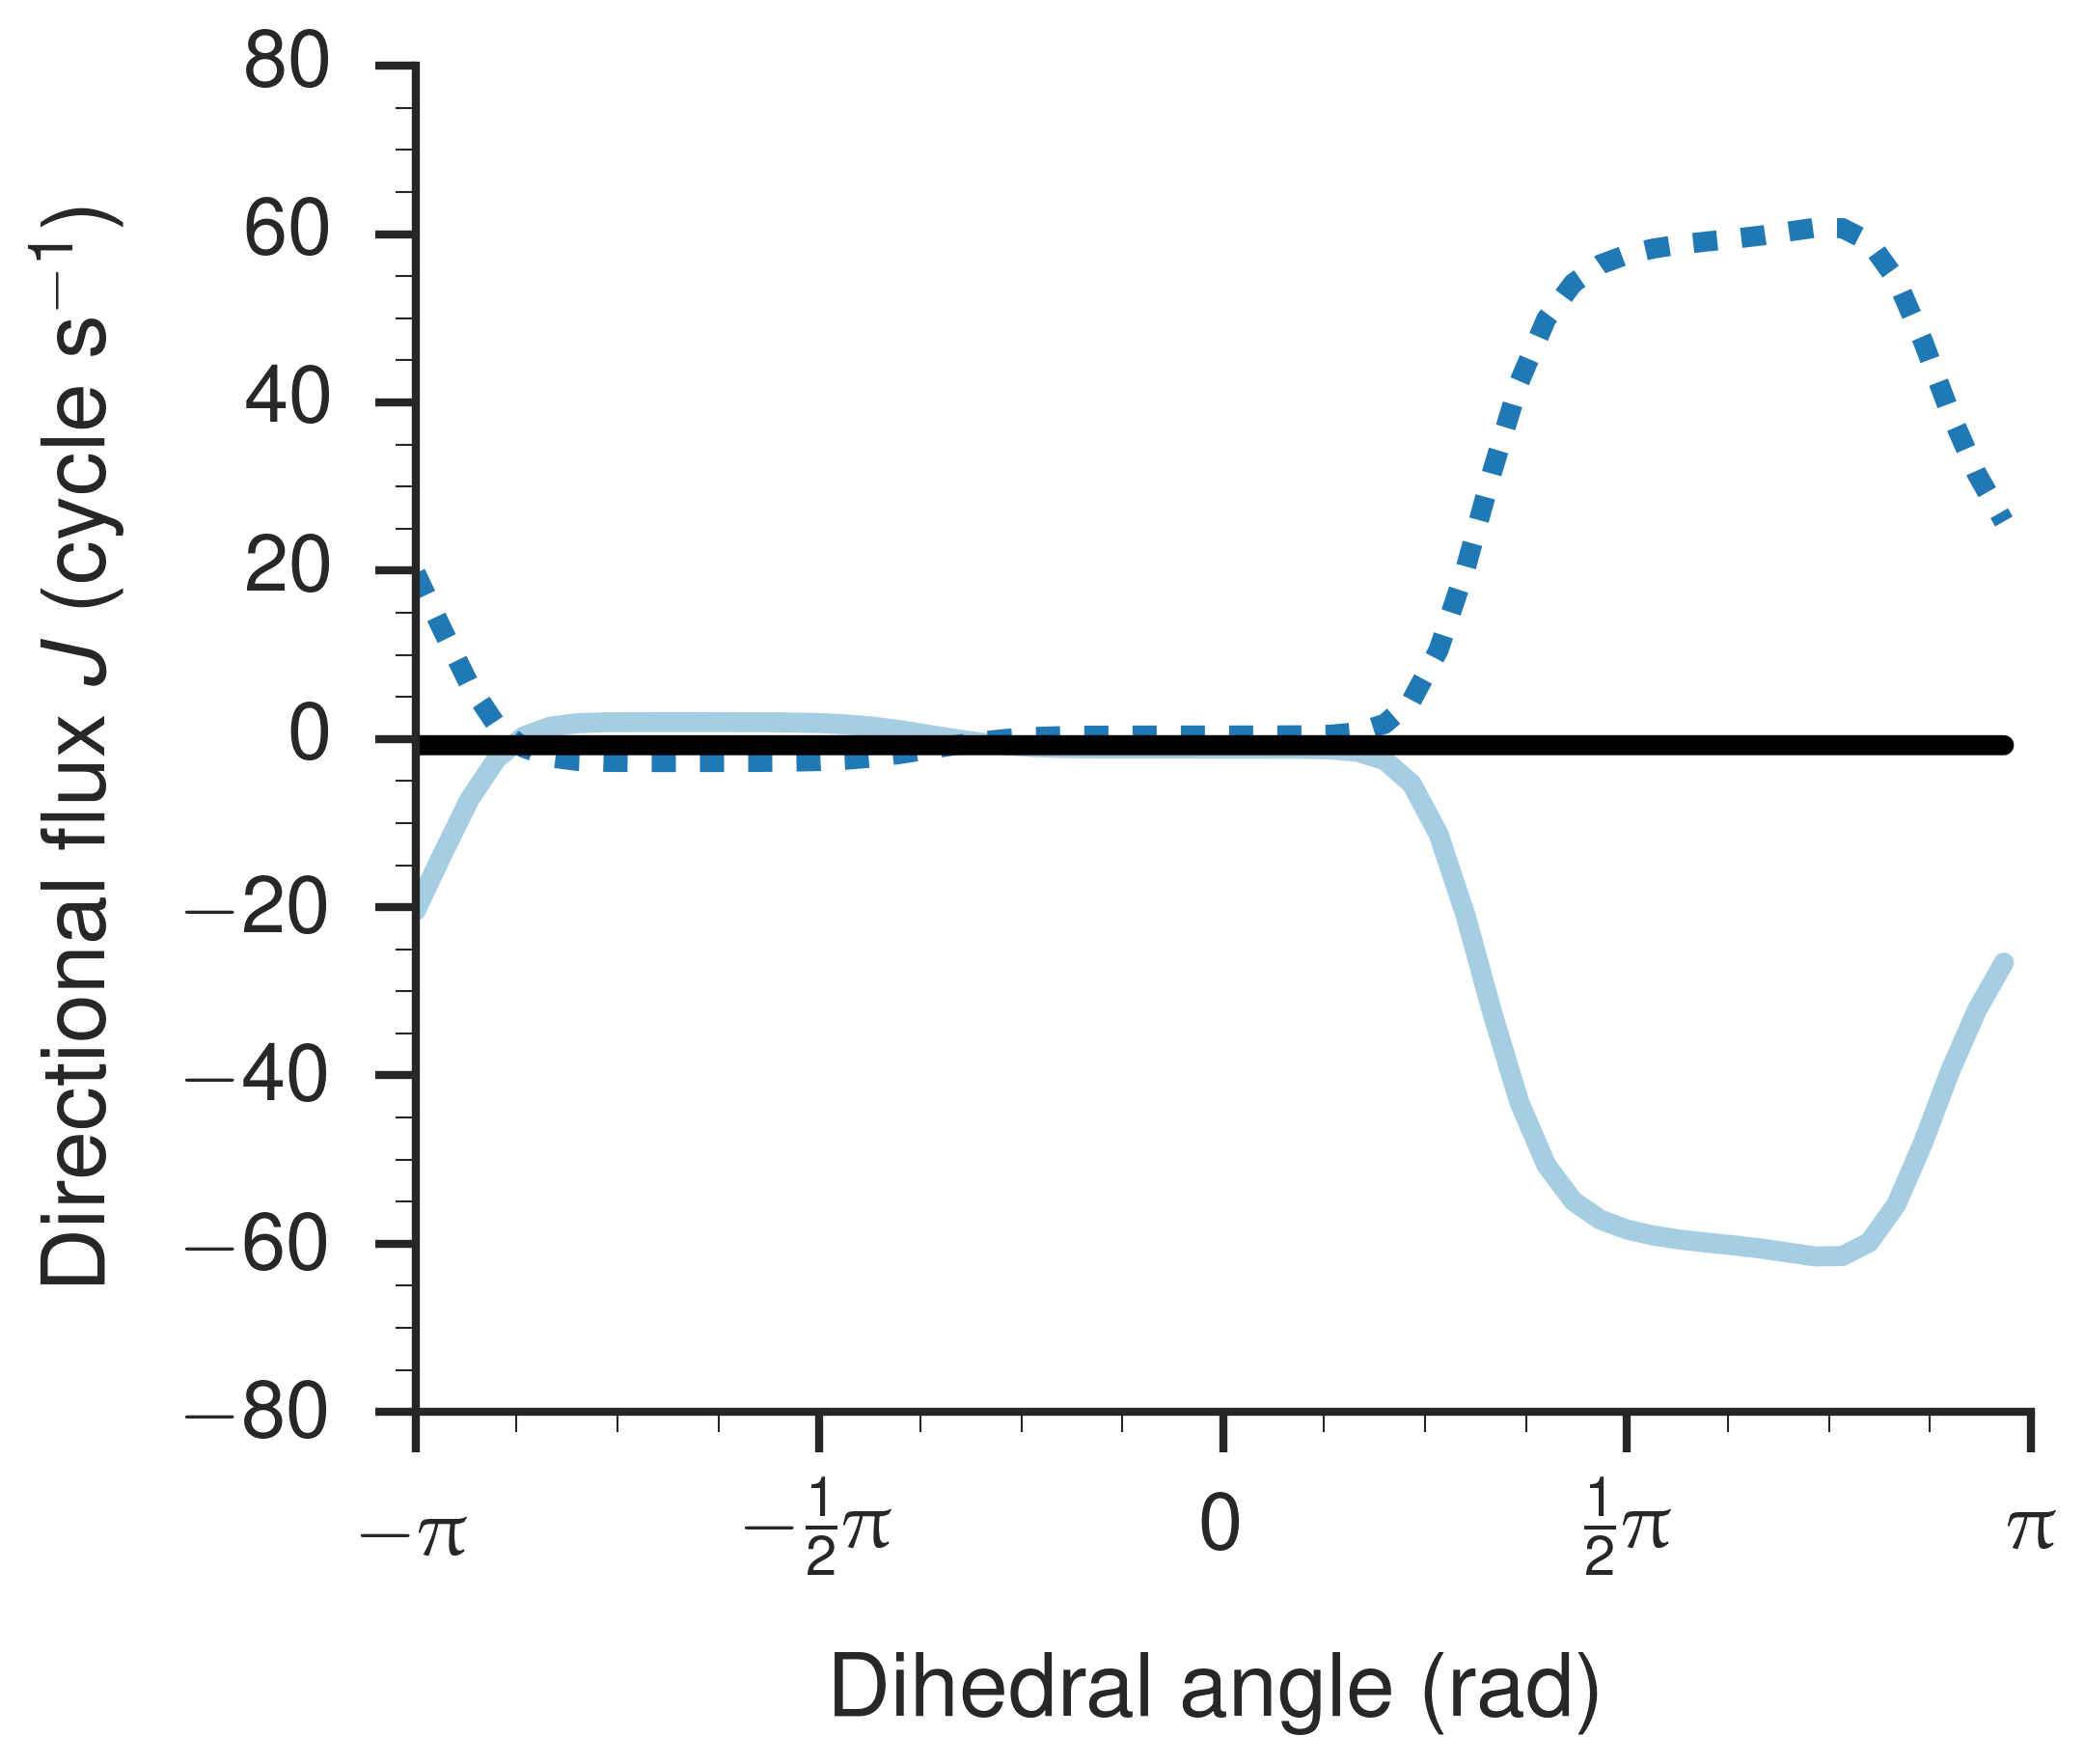 Directional flux J (cycle s⁻¹)
80
60
40
20
0
−20
−40
−60
−80
−π
−1/2π
0
1/2π
π
Dihedral angle (rad)